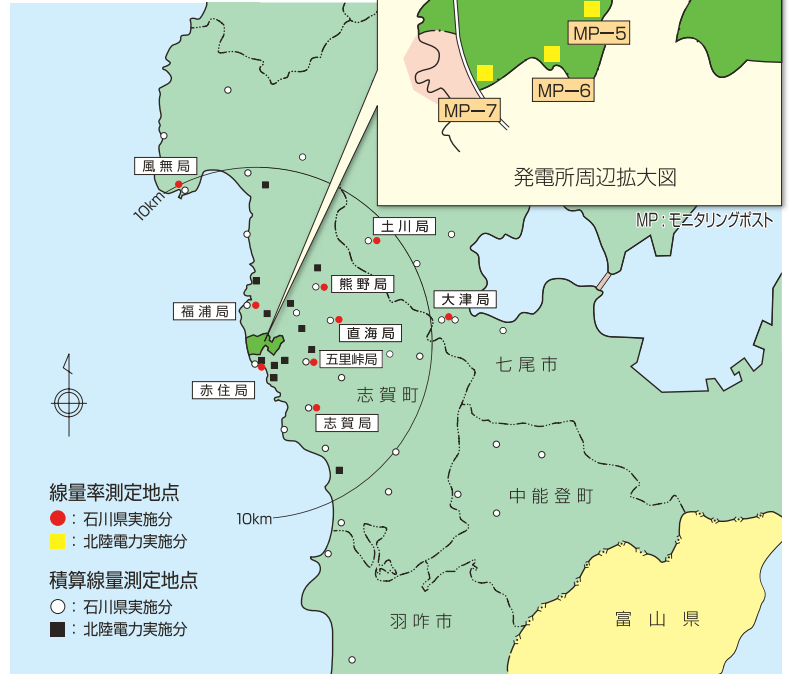 MP－5
MP－6
MP－7
発電所周辺拡大図
MP：モニタリングポスト
風無局
10km
土川局
熊野局
大津局
福浦局
直海局
五里峠局
七尾市
赤住局
志賀町
志賀局
中能登町
10km
線量率測定地点
：石川県実施分
：北陸電力実施分
積算線量測定地点
：石川県実施分
：北陸電力実施分
羽咋市
富山県